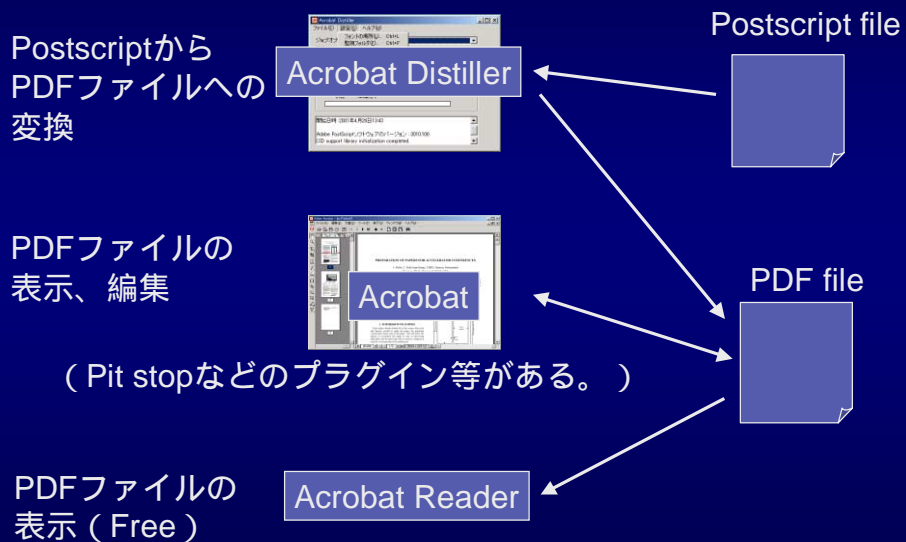 Postscript file
Postscriptから
PDFファイルへの
変換
Acrobat Distiller
PDFファイルの
表示、編集
Acrobat
PDF file
（Pit stopなどのプラグイン等がある。）
PDFファイルの
表示（Free）
Acrobat Reader